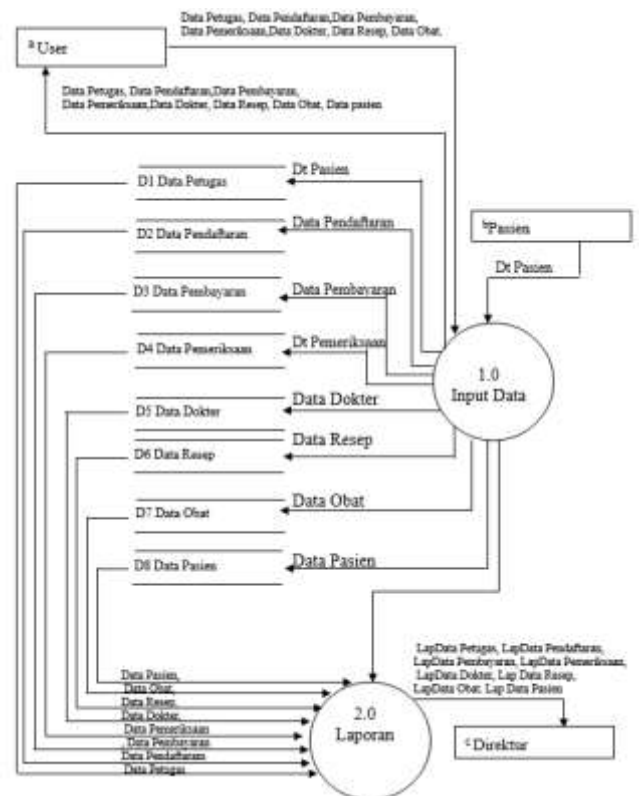 Data Petugas, Data Pendaftaran,Data Pembayaran,
Data Pemeriksaan,Data Dokter, Data Resep, Data Obat,
a User
Data Petugas, Data Pendaftaran,Data Pembayaran,
Data Pemeriksaan,Data Dokter, Data Resep, Data Obat, Data pasien
Dt Pasien
D1 Data Petugas
Data Pendaftaran
D2 Data Pendaftaran
b Pasien
Dt Pasien
Data Pembayaran
D3 Data Pembayaran
Dt Pemeriksaan
D4 Data Pemeriksaan
1.0
Input Data
Data Dokter
D5 Data Dokter
Data Resep
D6 Data Resep
Data Obat
D7 Data Obat
Data Pasien
D8 Data Pasien
LapData Petugas, LapData Pendaftaran,
LapData Pembayaran, LapData Pemeriksaan,
LapData Dokter, Lap Data Resep,
LapData Obat. Lap Data Pasien
Data Pasien,
Data Obat,
Data Resep,
Data Dokter,
Data Pemeriksaan
Data Pembayaran
Data Pendaftaran
Data Petugas
2.0
Laporan
c Direktur